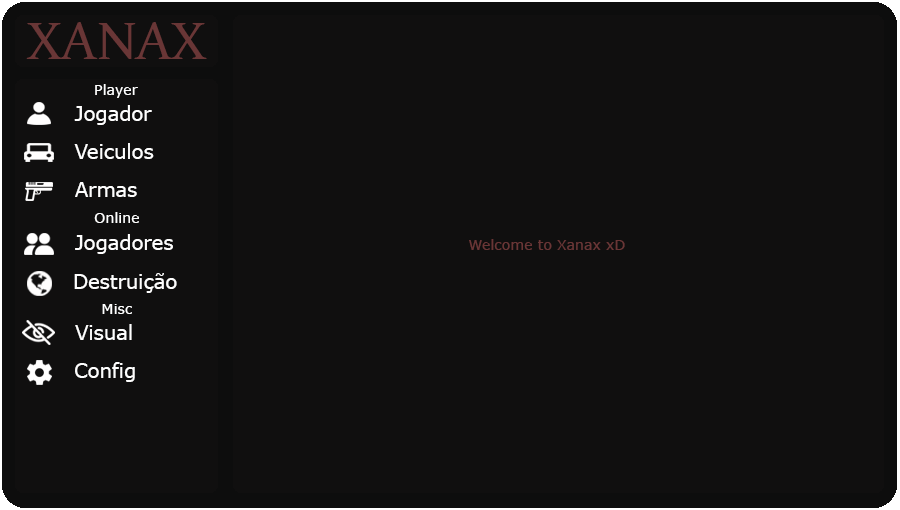 XANAX
Player
Jogador
Veiculos
Armas
Online
Jogadores
Destruição
Misc
Visual
Config
Welcome to Xanax xD